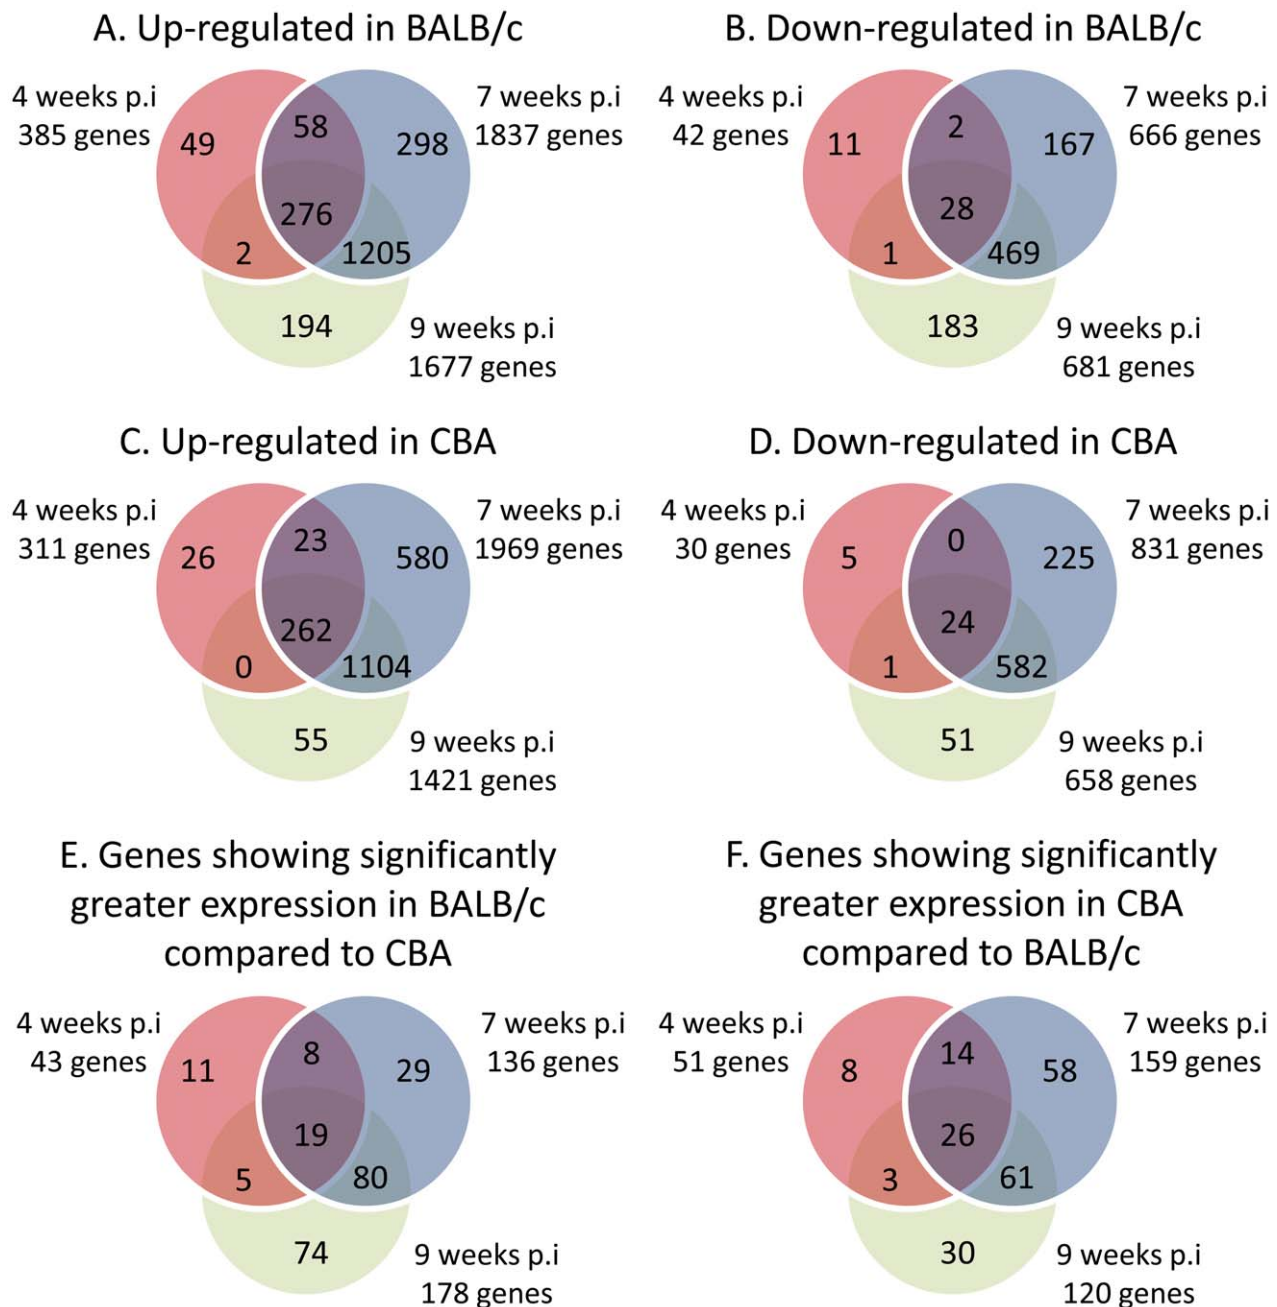 A. Up-regulated in BALB/c
4 weeks p.i
385 genes
7 weeks p.i
1837 genes
49
58
298
276
2
1205
194
9 weeks p.i
1677 genes
B. Down-regulated in BALB/c
4 weeks p.i
42 genes
7 weeks p.i
666 genes
11
2
167
28
1
469
183
9 weeks p.i
681 genes
C. Up-regulated in CBA
4 weeks p.i
311 genes
7 weeks p.i
1969 genes
26
23
580
262
0
1104
55
9 weeks p.i
1421 genes
D. Down-regulated in CBA
4 weeks p.i
30 genes
7 weeks p.i
831 genes
5
0
225
24
1
582
51
9 weeks p.i
658 genes
E. Genes showing significantly
greater expression in BALB/c
compared to CBA
4 weeks p.i
43 genes
7 weeks p.i
136 genes
11
8
29
19
5
80
74
9 weeks p.i
178 genes
F. Genes showing significantly
greater expression in CBA
compared to BALB/c
4 weeks p.i
51 genes
7 weeks p.i
159 genes
8
14
58
26
3
61
30
9 weeks p.i
120 genes